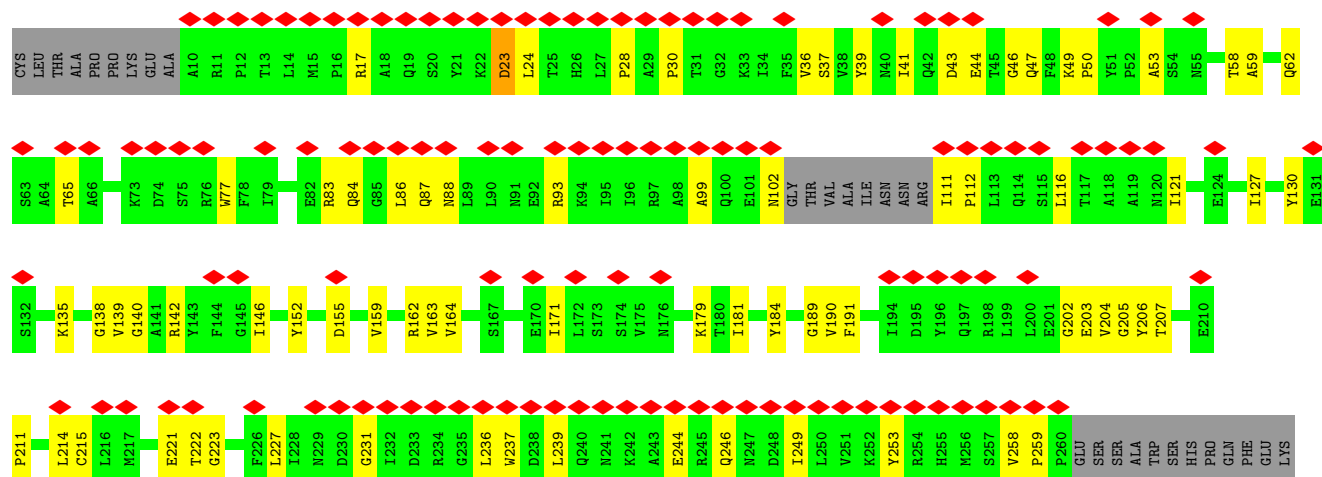 CYS LEU THR ALA PRO PRO LYS GLU ALA A10 R11 P12 T13 L14 M15 P16 R17 A18 Q19 S20 Y21 K22 D23 L24 T25 H26 L27 P28 A29 P30 T31 G32 K33 I34 F35 V36 S37 V38 Y39 N40 I41 Q42 D43 E44 T45 G46 Q47 F48 K49 P50 Y51 P52 A53 S54 N55 T58 A59 Q62
S63 A64 T65 A66 K73 D74 S75 R76 W77 F78 I79 E82 R83 Q84 G85 L86 Q87 N88 L89 L90 N91 E92 R93 K94 I95 I96 R97 A98 A99 Q100 E101 N102 GLY THR VAL ALA ILE ASN ASN ARG I111 P112 L113 Q114 S115 L116 T117 A118 A119 N120 I121 E124 I127 Y130 E131
S132 K135 G138 V139 G140 A141 R142 Y143 F144 G145 I146 Y152 D155 V159 R162 V163 V164 S167 E170 I171 L172 S173 S174 V175 N176 K179 T180 I181 Y184 G189 V190 F191 I194 D195 Y196 Q197 R198 L199 L200 E201 G202 E203 V204 G205 Y206 T207 E210
P211 L214 C215 L216 M217 E221 T222 G223 F226 L227 I228 N229 D230 G231 I232 D233 R234 G235 L236 W237 D238 L239 Q240 N241 K242 A243 E244 R245 Q246 N247 D248 I249 L250 V251 K252 Y253 R254 H255 M256 S257 V258 P259 P260 GLU SER SER ALA TRP SER HIS PRO GLN PHE GLU LYS